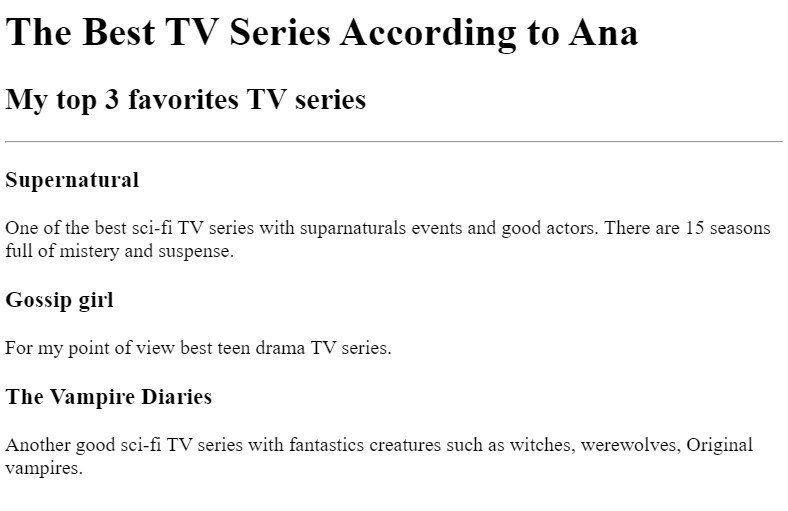 The Best TV Series According to Ana
My top 3 favorites TV series
Supernatural
One of the best sci-fi TV series with suparnaturals events and good actors. There are 15 seasons
full of mistery and suspense.
Gossip girl
For my point of view best teen drama TV series.
The Vampire Diaries
Another good sci-fi TV series with fantastics creatures such as witches, werewolves, Original
vampires.